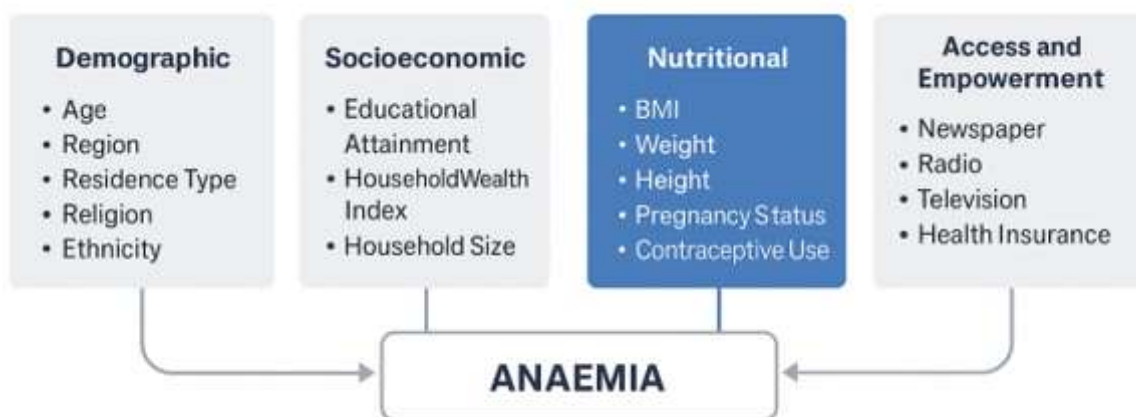 Demographic
• Age
• Region
• Residence Type
• Religion
• Ethnicity
Socioeconomic
• Educational
Attainment
• HouseholdWealth
Index
• Household Size
Nutritional
• BMI
• Weight
• Height
• Pregnancy Status
• Contraceptive Use
Access and
Empowerment
• Newspaper
• Radio
• Television
• Health Insurance
ANAEMIA